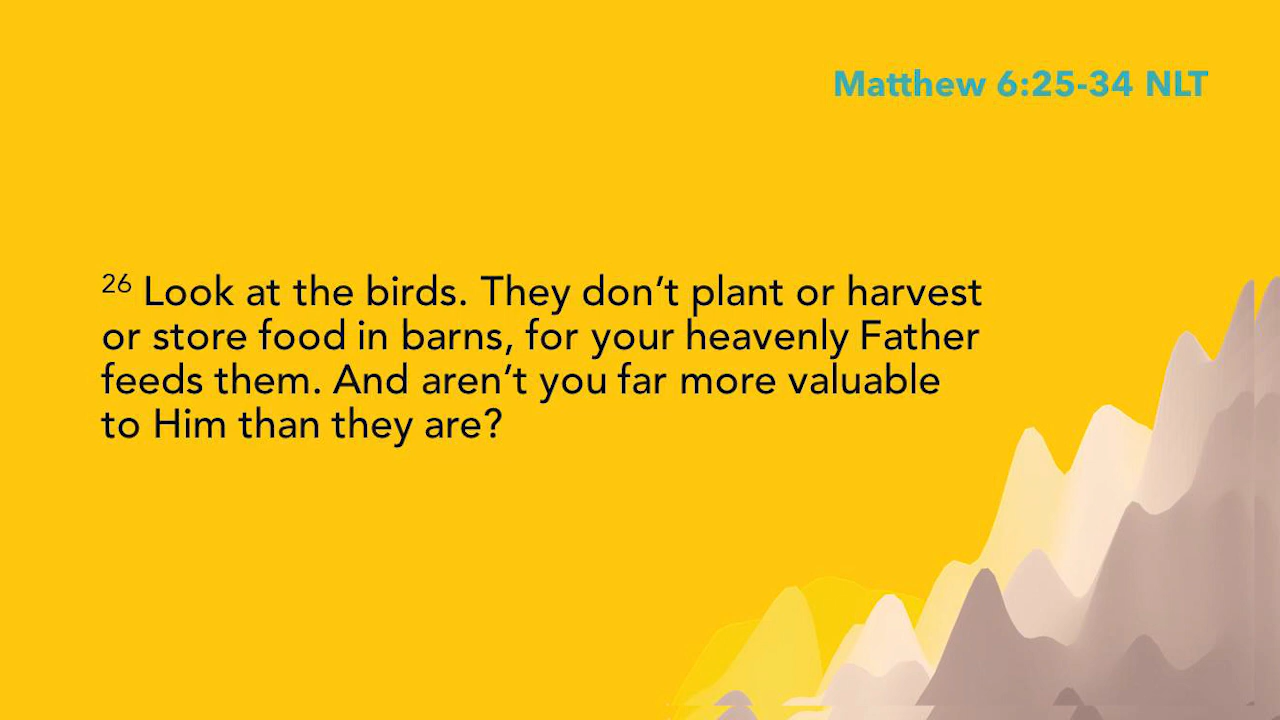 Matthew 6:25-34 NLT
26 Look at the birds. They don’t plant or harvest
or store food in barns, for your heavenly Father
feeds them. And aren’t you far more valuable
to Him than they are?